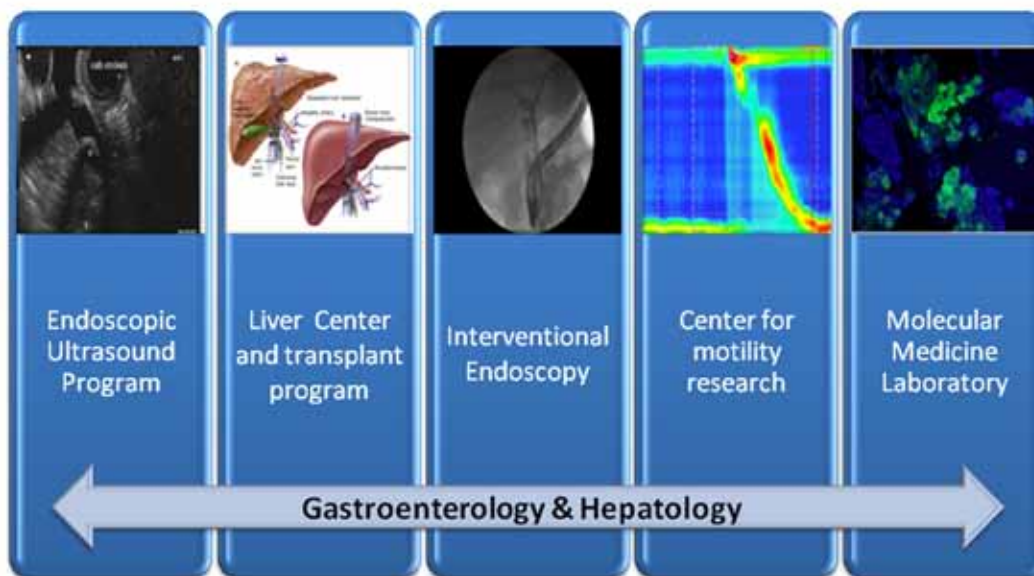 Endoscopic
Ultrasound
Program
Liver Center
and transplant
program
Interventional
Endoscopy
Center for
motility
research
Molecular
Medicine
Laboratory
Gastroenterology & Hepatology